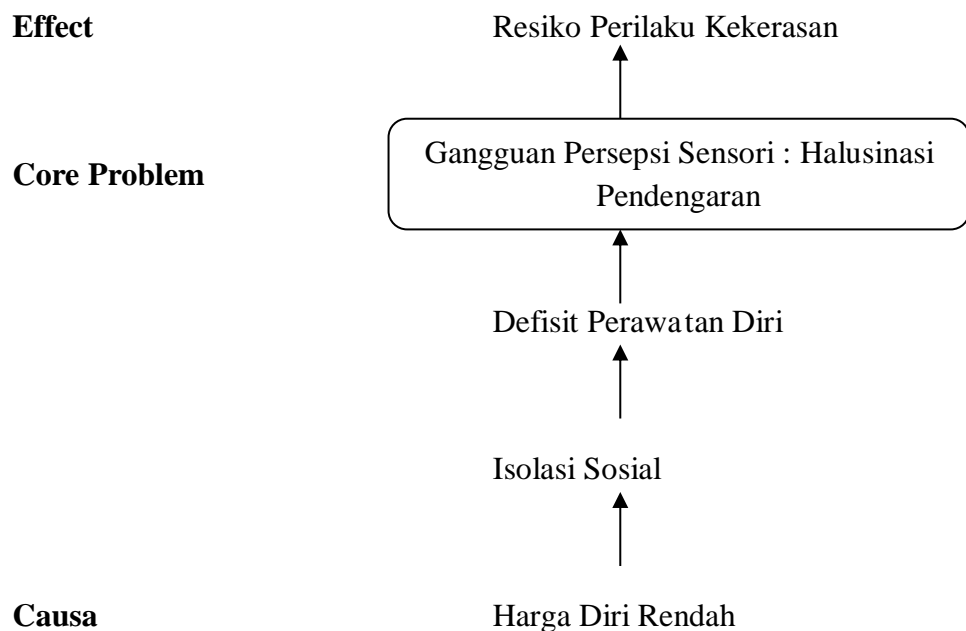 Effect Resiko Perilaku Kekerasan
Gangguan Persepsi Sensori : Halusinasi
Core Problem
Pendengaran
Defisit Perawatan Diri
Isolasi Sosial
Causa Harga Diri Rendah